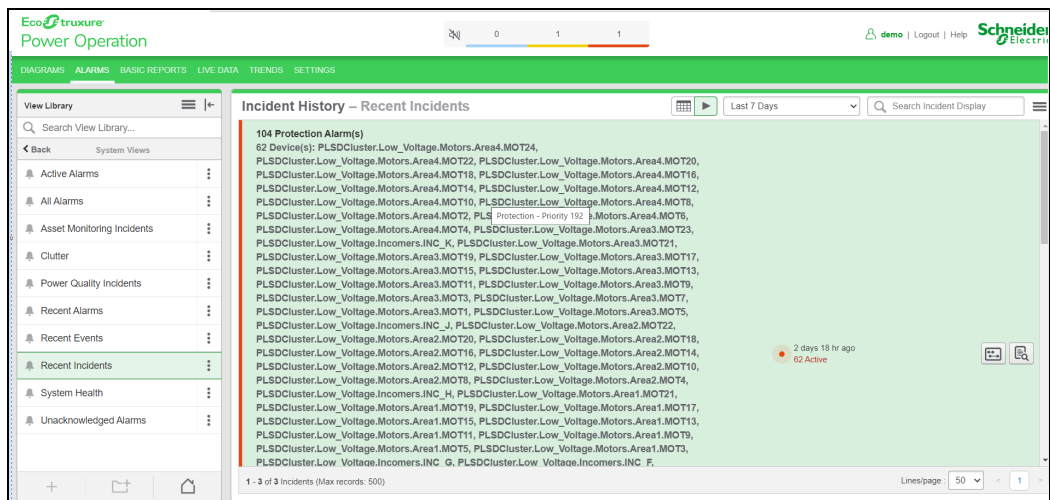 EcoStruxure
Power Operation
0
1
1
demo | Logout | Help
Schneider
Electric
DIAGRAMS ALARMS BASIC REPORTS LIVE DATA TRENDS SETTINGS
View Library
Search View Library...
Back
System Views
Active Alarms
All Alarms
Asset Monitoring Incidents
Clutter
Power Quality Incidents
Recent Alarms
Recent Events
Recent Incidents
System Health
Unacknowledged Alarms
Incident History – Recent Incidents
Last 7 Days
Search Incident Display
104 Protection Alarm(s)
62 Device(s): PLSDCluster.Low_Voltage.Motors.Area4.MOT24,
PLSDCluster.Low_Voltage.Motors.Area4.MOT22, PLSDCluster.Low_Voltage.Motors.Area4.MOT20,
PLSDCluster.Low_Voltage.Motors.Area4.MOT18, PLSDCluster.Low_Voltage.Motors.Area4.MOT16,
PLSDCluster.Low_Voltage.Motors.Area4.MOT14, PLSDCluster.Low_Voltage.Motors.Area4.MOT12,
PLSDCluster.Low_Voltage.Motors.Area4.MOT10, PLSDCluster.Low_Voltage.Motors.Area4.MOT8,
PLSDCluster.Low_Voltage.Motors.Area4.MOT2, PLS Protection - Priority 192 e.Motors.Area4.MOT6,
PLSDCluster.Low_Voltage.Motors.Area4.MOT4, PLSDCluster.Low_Voltage.Motors.Area3.MOT23,
PLSDCluster.Low_Voltage.Incomers.INC_K, PLSDCluster.Low_Voltage.Motors.Area3.MOT21,
PLSDCluster.Low_Voltage.Motors.Area3.MOT19, PLSDCluster.Low_Voltage.Motors.Area3.MOT17,
PLSDCluster.Low_Voltage.Motors.Area3.MOT15, PLSDCluster.Low_Voltage.Motors.Area3.MOT13,
PLSDCluster.Low_Voltage.Motors.Area3.MOT11, PLSDCluster.Low_Voltage.Motors.Area3.MOT9,
PLSDCluster.Low_Voltage.Motors.Area3.MOT3, PLSDCluster.Low_Voltage.Motors.Area3.MOT7,
PLSDCluster.Low_Voltage.Motors.Area3.MOT1, PLSDCluster.Low_Voltage.Motors.Area3.MOT5,
PLSDCluster.Low_Voltage.Incomers.INC_J, PLSDCluster.Low_Voltage.Motors.Area2.MOT22,
PLSDCluster.Low_Voltage.Motors.Area2.MOT20, PLSDCluster.Low_Voltage.Motors.Area2.MOT18,
PLSDCluster.Low_Voltage.Motors.Area2.MOT16, PLSDCluster.Low_Voltage.Motors.Area2.MOT14,
PLSDCluster.Low_Voltage.Motors.Area2.MOT12, PLSDCluster.Low_Voltage.Motors.Area2.MOT10,
PLSDCluster.Low_Voltage.Motors.Area2.MOT8, PLSDCluster.Low_Voltage.Motors.Area2.MOT4,
PLSDCluster.Low_Voltage.Incomers.INC_H, PLSDCluster.Low_Voltage.Motors.Area1.MOT21,
PLSDCluster.Low_Voltage.Motors.Area1.MOT19, PLSDCluster.Low_Voltage.Motors.Area1.MOT17,
PLSDCluster.Low_Voltage.Motors.Area1.MOT15, PLSDCluster.Low_Voltage.Motors.Area1.MOT13,
PLSDCluster.Low_Voltage.Motors.Area1.MOT11, PLSDCluster.Low_Voltage.Motors.Area1.MOT9,
PLSDCluster.Low_Voltage.Motors.Area1.MOT5, PLSDCluster.Low_Voltage.Motors.Area1.MOT3,
PLSDCluster.Low_Voltage.Incomers.INC_G, PLSDCluster.Low_Voltage.Incomers.INC_F,
2 days 18 hr ago
62 Active
1 - 3 of 3 Incidents (Max records: 500)
Lines/page : 50 < 1 >